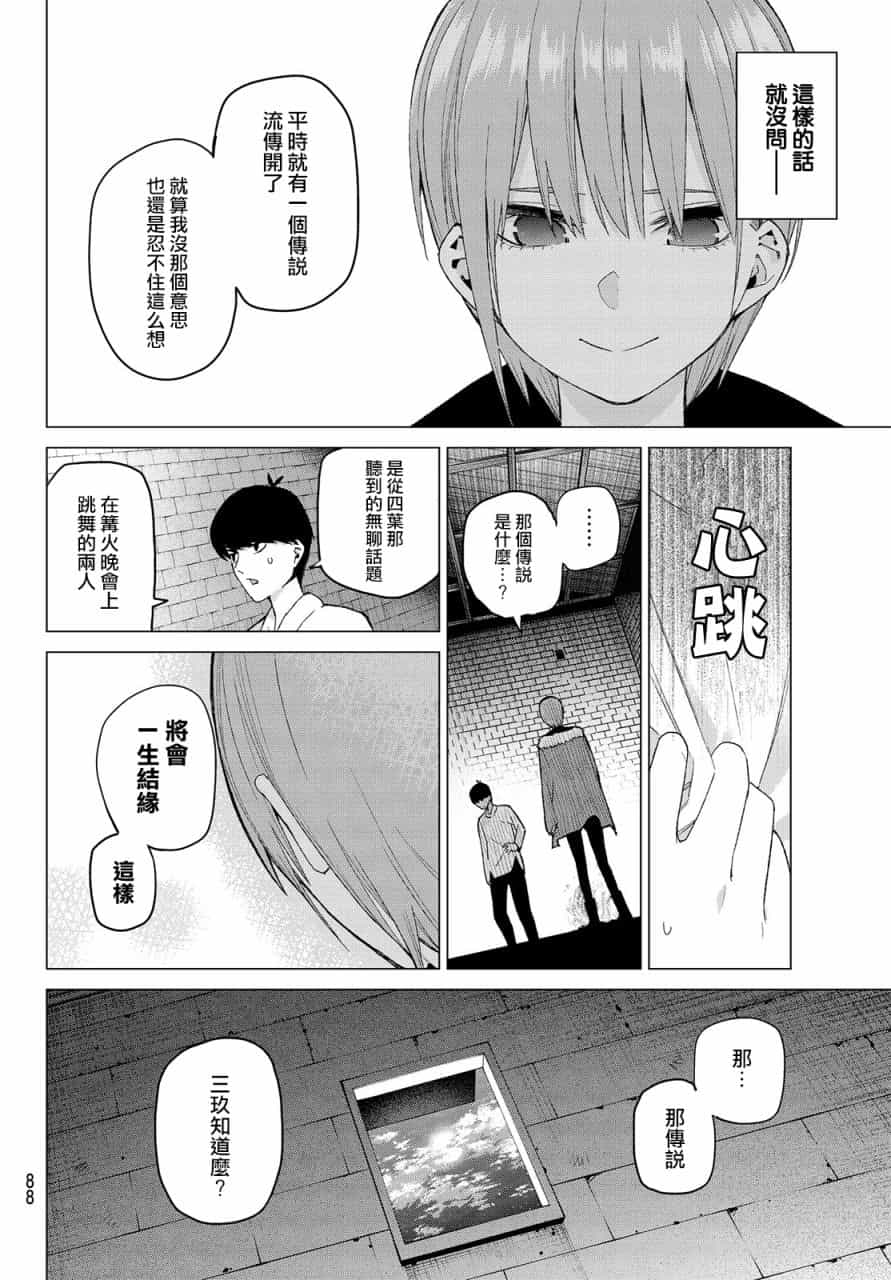 這樣的話
就沒問——
平時就有一個傳説
流傳開了
就算我沒那個意思
也還是忍不住這么想
心跳
……
那個傳説
是什麼…?
是從四葉那
聽到的無聊話題
在篝火晚會上
跳舞的兩人
將會
一生結緣
這樣
那…
那傳説
三玖知道麼?
88